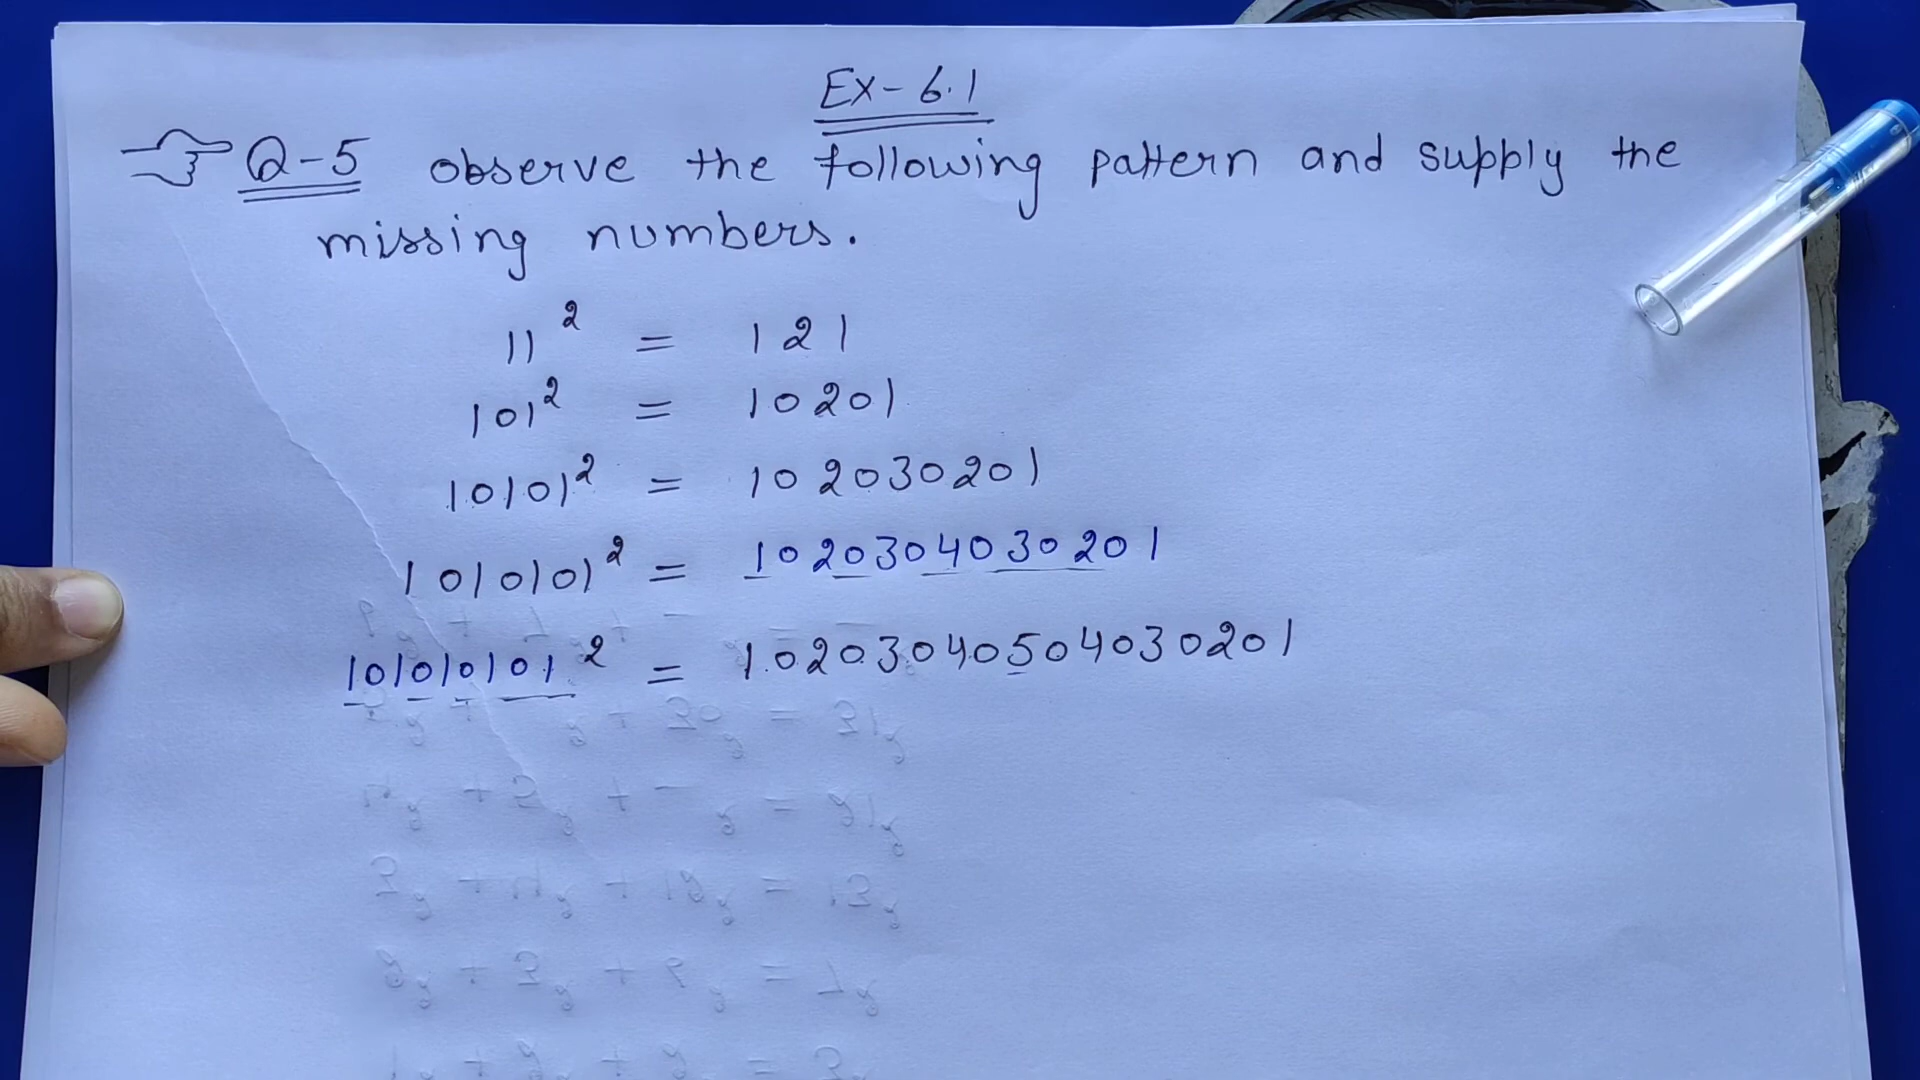 Ex-6.1
Q-5 observe the following pattern and supply the
missing numbers.
11² = 121
101² = 10201
10101² = 102030201
1010101² = 1020304030201
101010101² = 10203040504030201